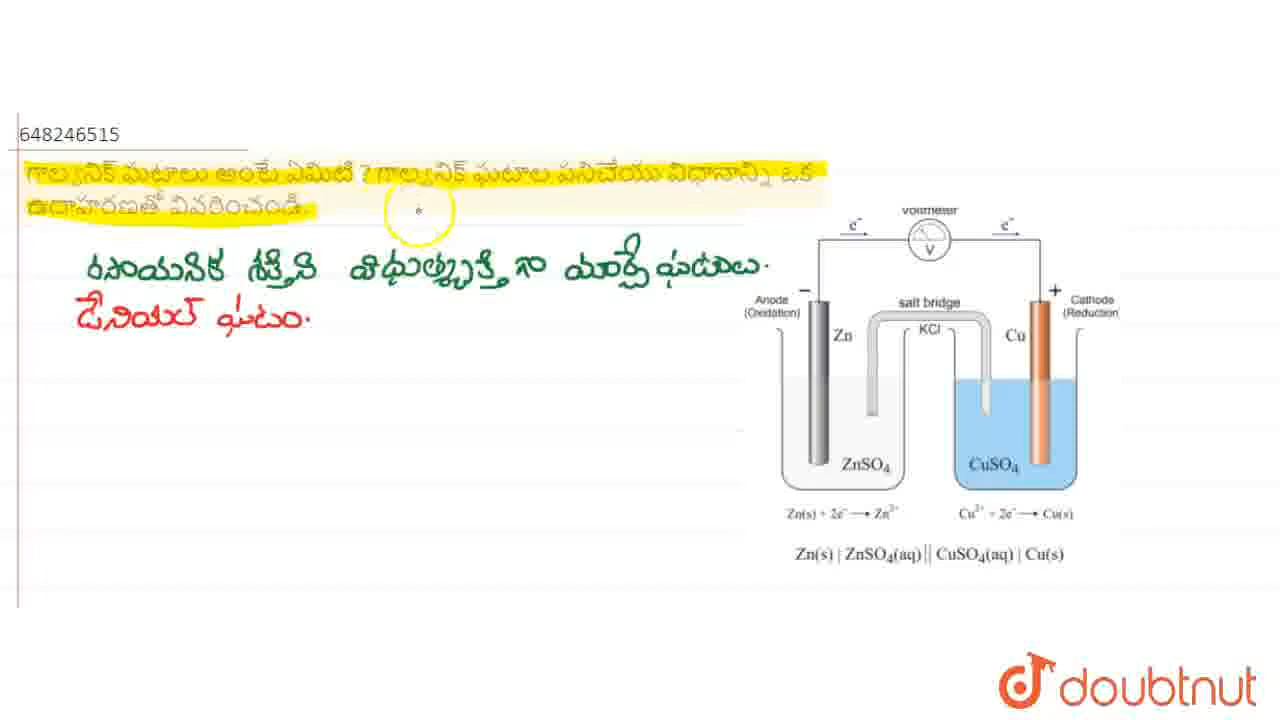 648246515
గాల్వనిక్ ఘటాలు అంటే ఏమిటి ? గాల్వనిక్ ఘటాల పనిచేయు విధానాన్ని ఒక
ఉదాహరణతో వివరించండి.
రసాయనిక శక్తిని విధుత్శక్తి గా మార్చే ఘటాలు.
డేనియల్ ఘటం.
voltmeter
e⁻ e⁻
V
− +
Anode
(Oxidation)
salt bridge
Cathode
(Reduction)
Zn KCl Cu
ZnSO₄ CuSO₄
Zn(s) + 2e⁻ → Zn²⁺ Cu²⁺ + 2e⁻ → Cu(s)
Zn(s) | ZnSO₄(aq) || CuSO₄(aq) | Cu(s)
doubtnut